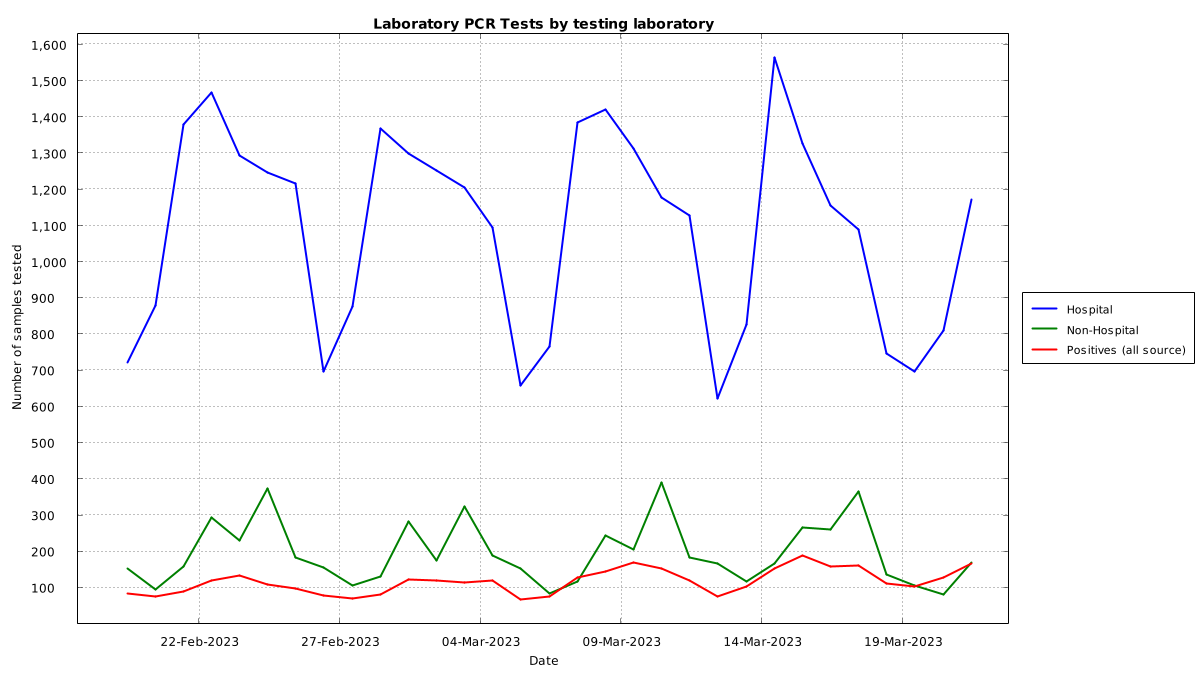 Laboratory PCR Tests by testing laboratory
1,600
1,500
1,400
1,300
1,200
1,100
1,000
900
800
700
600
500
400
300
200
100
Number of samples tested
22-Feb-2023
27-Feb-2023
04-Mar-2023
09-Mar-2023
14-Mar-2023
19-Mar-2023
Date
Hospital
Non-Hospital
Positives (all source)